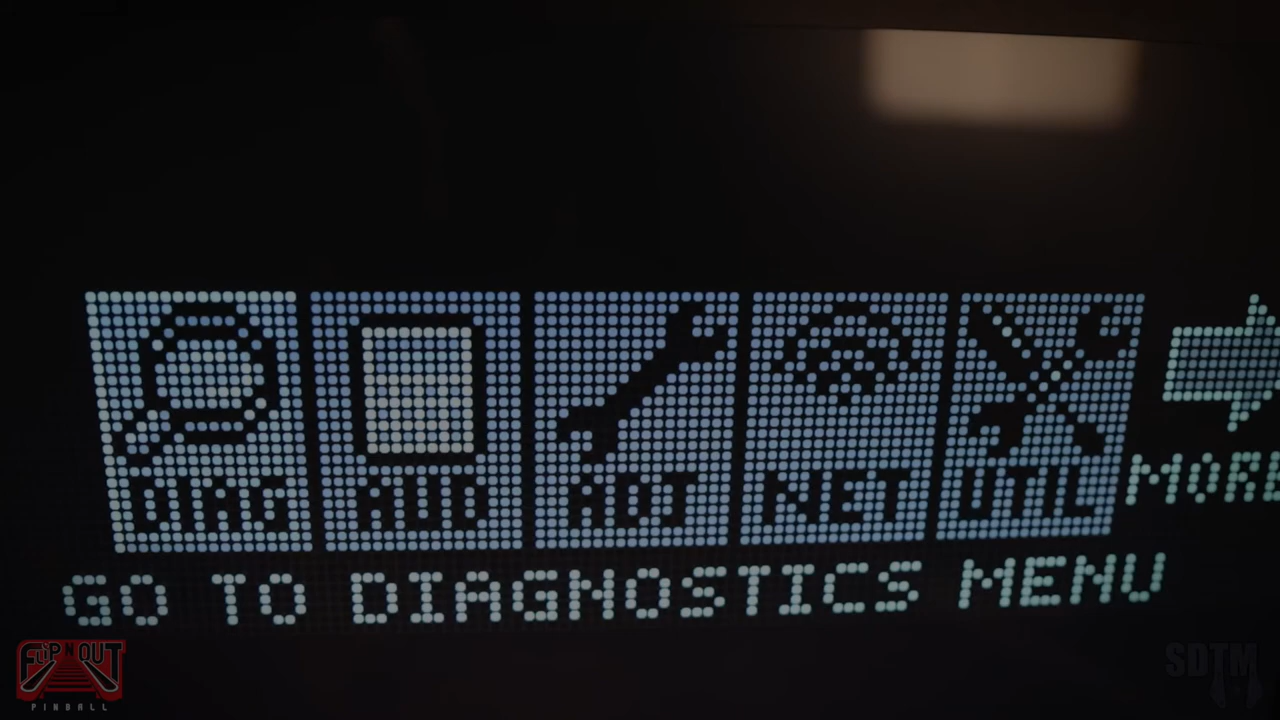 DIAG AUD ADJ NET UTIL MORE
GO TO DIAGNOSTICS MENU
FLIP N OUT
PINBALL
SDTM